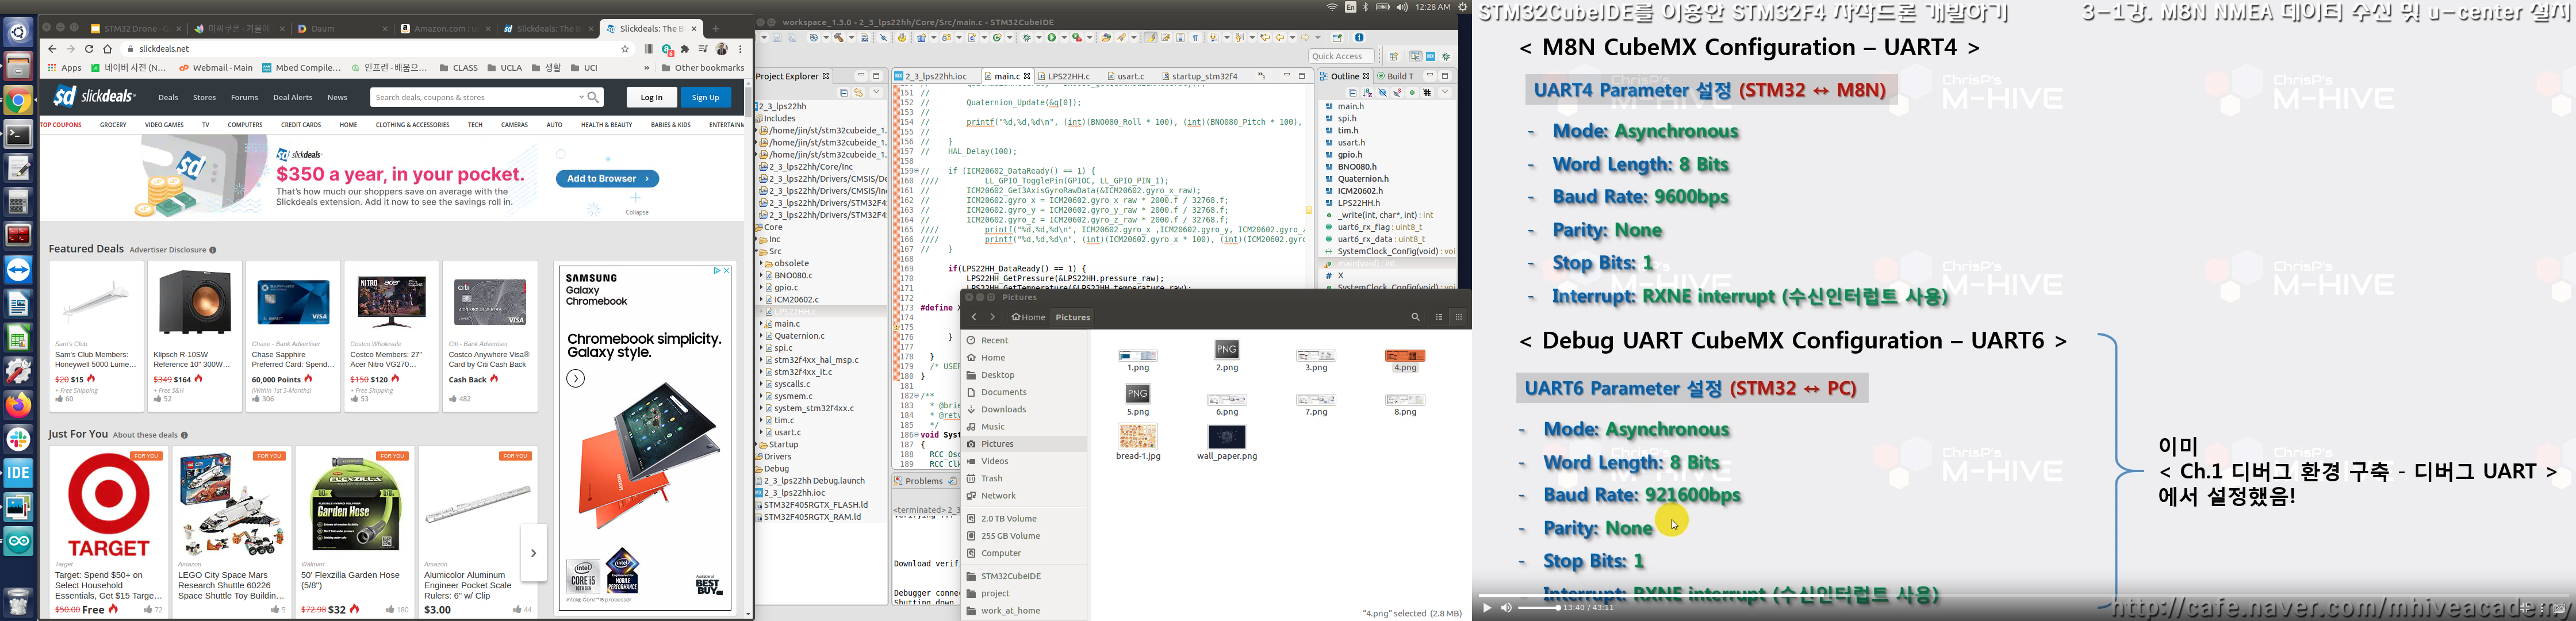 12:28 AM
STM32 Drone - G
미씨쿠폰-겨울이
Daum
Amazon.com : u
Slickdeals: The B
Slickdeals: The B
slickdeals.net
Apps
네이버 사전 (N...
Webmail - Main
Mbed Compile...
인프런 - 배움으...
CLASS
UCLA
생활
UCI
Other bookmarks
slickdeals
Deals
Stores
Forums
Deal Alerts
News
Search deals, coupons & stores
Log In
Sign Up
TOP COUPONS
GROCERY
VIDEO GAMES
TV
COMPUTERS
CREDIT CARDS
HOME
CLOTHING & ACCESSORIES
TECH
CAMERAS
AUTO
HEALTH & BEAUTY
BABIES & KIDS
ENTERTAINM
slickdeals
$350 a year, in your pocket.
That's how much our shoppers save on average with the
Slickdeals extension. Add it now to see the savings roll in.
Add to Browser
Collapse
Featured Deals
Advertiser Disclosure
Sam's Club
Sam's Club Members:
Honeywell 5000 Lume...
$20 $15
+ Free Shipping
60
Klipsch R-10SW
Reference 10" 300W...
$349 $164
+ Free S&H
52
Chase - Bank Advertiser
Chase Sapphire
Preferred Card: Spend...
60,000 Points
(Within 1st 3-Months)
306
Costco Wholesale
Costco Members: 27"
Acer Nitro VG270...
$150 $120
+ Free Shipping
53
Citi - Bank Advertiser
Costco Anywhere Visa®
Card by Citi Cash Back
Cash Back
482
Just For You
About these deals
FOR YOU
TARGET
Target
Target: Spend $50+ on
Select Household
Essentials, Get $15 Targe...
$50.00 Free
72
FOR YOU
Amazon
LEGO City Space Mars
Research Shuttle 60226
Space Shuttle Toy Buildin...
5
FOR YOU
Walmart
50' Flexzilla Garden Hose
(5/8")
$72.98 $32
180
FOR YOU
Amazon
Alumicolor Aluminum
Engineer Pocket Scale
Rulers: 6" w/ Clip
$3.00
44
SAMSUNG
Galaxy
Chromebook
Chromebook simplicity.
Galaxy style.
BEST
BUY
workspace_1.3.0 - 2_3_lps22hh/Core/Src/main.c - STM32CubeIDE
Quick Access
Project Explorer
2_3_lps22hh
Includes
/home/jin/st/stm32cubeide_1.
/home/jin/st/stm32cubeide_1.
/home/jin/st/stm32cubeide_1.
2_3_lps22hh/Core/Inc
2_3_lps22hh/Drivers/CMSIS/De
2_3_lps22hh/Drivers/CMSIS/Inc
2_3_lps22hh/Drivers/STM32F4
2_3_lps22hh/Drivers/STM32F4
Core
Inc
Src
obsolete
BNO080.c
gpio.c
ICM20602.c
LPS22HH.c
main.c
Quaternion.c
spi.c
stm32f4xx_hal_msp.c
stm32f4xx_it.c
syscalls.c
sysmem.c
system_stm32f4xx.c
tim.c
usart.c
Startup
Drivers
Debug
2_3_lps22hh Debug.launch
2_3_lps22hh.ioc
STM32F405RGTX_FLASH.ld
STM32F405RGTX_RAM.ld
2_3_lps22hh.ioc
main.c
LPS22HH.c
usart.c
startup_stm32f4
151 //
152 // Quaternion_Update(&q[0]);
153 //
154 // printf("%d,%d,%d\n", (int)(BNO080_Roll * 100), (int)(BNO080_Pitch * 100),
155 //
156 // }
157 // HAL_Delay(100);
158
159 // if (ICM20602_DataReady() == 1) {
160 //// LL_GPIO_TogglePin(GPIOC, LL_GPIO_PIN_1);
161 // ICM20602_Get3AxisGyroRawData(&ICM20602.gyro_x_raw);
162 // ICM20602.gyro_x = ICM20602.gyro_x_raw * 2000.f / 32768.f;
163 // ICM20602.gyro_y = ICM20602.gyro_y_raw * 2000.f / 32768.f;
164 // ICM20602.gyro_z = ICM20602.gyro_z_raw * 2000.f / 32768.f;
165 //// printf("%d,%d,%d\n", ICM20602.gyro_x ,ICM20602.gyro_y, ICM20602.gyro_z
166 //// printf("%d,%d,%d\n", (int)(ICM20602.gyro_x * 100), (int)(ICM20602.gyro
167 // }
168
169 if(LPS22HH_DataReady() == 1) {
170 LPS22HH_GetPressure(&LPS22HH.pressure_raw);
171 LPS22HH_GetTemperature(&LPS22HH.temperature_raw);
172
173 #define X
174
175
176 }
177
178 }
179 /* USER
180 }
181
182 /**
183 * @brie
184 * @retv
185 */
186 void Syst
187 {
188 RCC_Osc
189 RCC_Clk
Problems
<terminated> 2_3
Download verifi
Debugger connec
Shutting down
Outline
Build T
main.h
spi.h
tim.h
usart.h
gpio.h
BNO080.h
Quaternion.h
ICM20602.h
LPS22HH.h
_write(int, char*, int) : int
uart6_rx_flag : uint8_t
uart6_rx_data : uint8_t
SystemClock_Config(void) : voi
main(void) : int
X
SystemClock_Config(void) : voi
Pictures
Home
Pictures
Recent
Home
Desktop
Documents
Downloads
Music
Pictures
Videos
Trash
Network
2.0 TB Volume
255 GB Volume
Computer
STM32CubeIDE
project
work_at_home
1.png
2.png
3.png
4.png
5.png
6.png
7.png
8.png
bread-1.jpg
wall_paper.png
"4.png" selected (2.8 MB)
STM32CubeIDE를 이용한 STM32F4 자작드론 개발하기
3-1강. M8N NMEA 데이터 수신 및 u-center 설치
< M8N CubeMX Configuration – UART4 >
UART4 Parameter 설정 (STM32 ↔ M8N)
- Mode: Asynchronous
- Word Length: 8 Bits
- Baud Rate: 9600bps
- Parity: None
- Stop Bits: 1
- Interrupt: RXNE interrupt (수신인터럽트 사용)
< Debug UART CubeMX Configuration – UART6 >
UART6 Parameter 설정 (STM32 ↔ PC)
- Mode: Asynchronous
- Word Length: 8 Bits
- Baud Rate: 921600bps
- Parity: None
- Stop Bits: 1
- Interrupt: RXNE interrupt (수신인터럽트 사용)
이미
< Ch.1 디버그 환경 구축 - 디버그 UART >
에서 설정했음!
ChrisP's
M-HIVE
13:40 / 43:11
http://cafe.naver.com/mhiveacademy